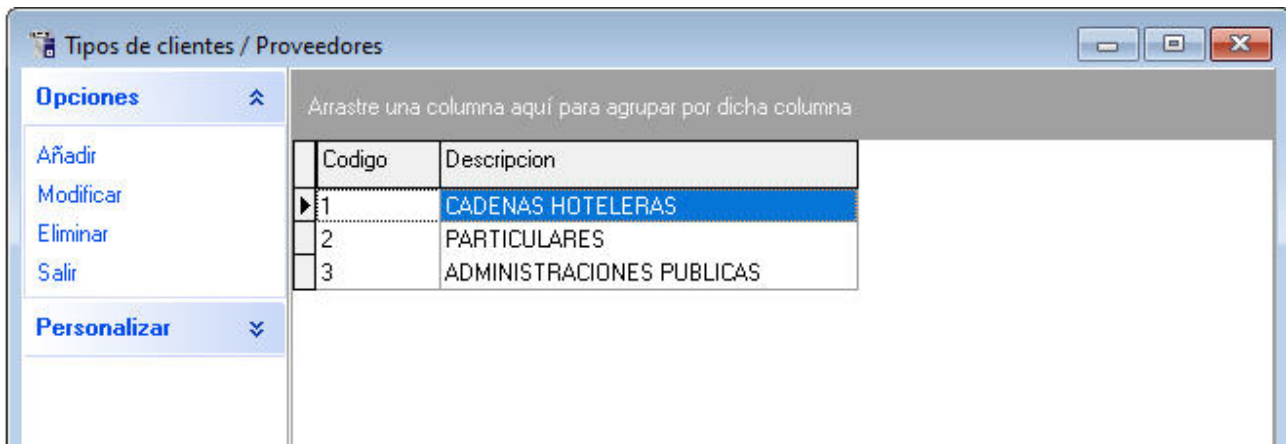 Tipos de clientes / Proveedores
Opciones
Añadir
Modificar
Eliminar
Salir
Personalizar
Arrastre una columna aquí para agrupar por dicha columna
Codigo Descripcion
1 CADENAS HOTELERAS
2 PARTICULARES
3 ADMINISTRACIONES PUBLICAS